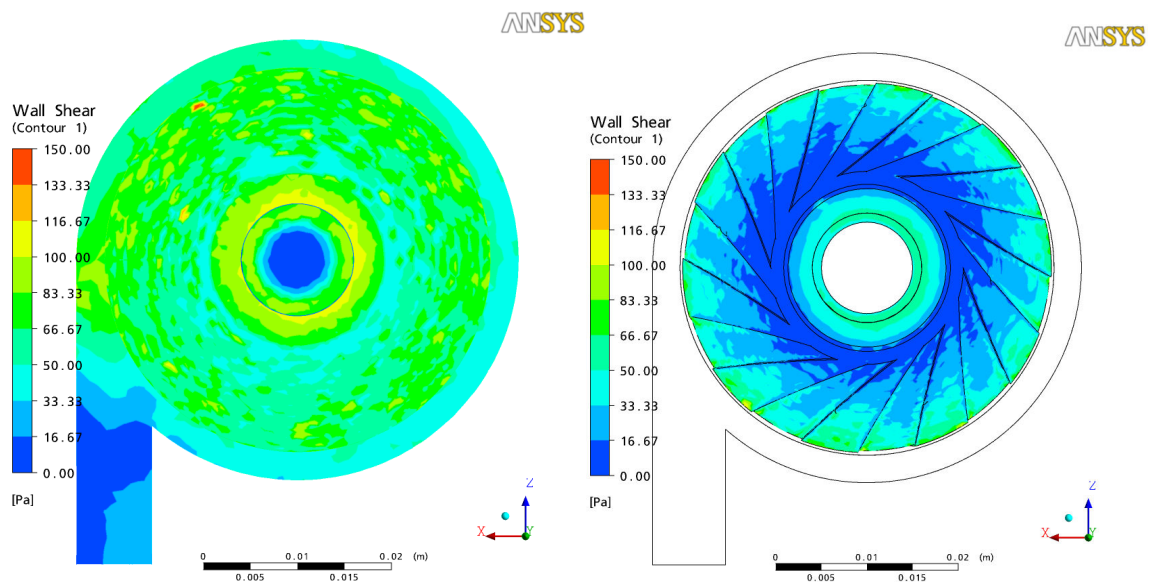 ANSYS
Wall Shear
(Contour 1)
150.00
133.33
116.67
100.00
83.33
66.67
50.00
33.33
16.67
0.00
[Pa]
Z
X
Y
0 0.01 0.02 (m)
0.005 0.015
ANSYS
Wall Shear
(Contour 1)
150.00
133.33
116.67
100.00
83.33
66.67
50.00
33.33
16.67
0.00
[Pa]
Z
X
Y
0 0.01 0.02 (m)
0.005 0.015